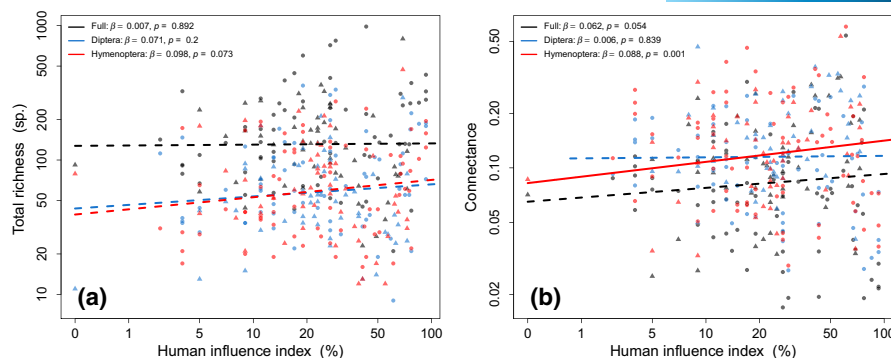 Full: β = 0.007, p = 0.892
Diptera: β = 0.071, p = 0.2
Hymenoptera: β = 0.098, p = 0.073
Total richness (sp.)
1000
500
200
100
50
20
10
(a)
0 1 5 10 20 50 100
Human influence index (%)
Full: β = 0.062, p = 0.054
Diptera: β = 0.006, p = 0.839
Hymenoptera: β = 0.088, p = 0.001
Connectance
0.50
0.20
0.10
0.05
0.02
(b)
0 1 5 10 20 50 100
Human influence index (%)